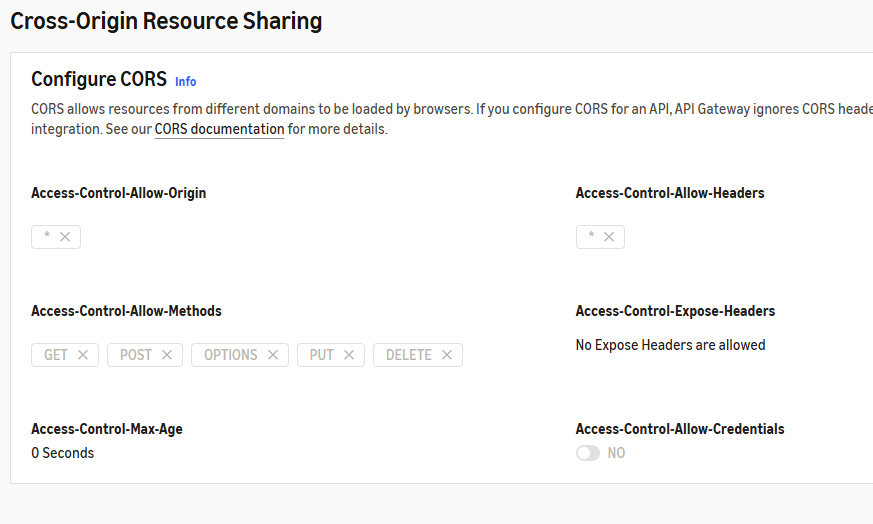 Cross-Origin Resource Sharing
Configure CORS Info
CORS allows resources from different domains to be loaded by browsers. If you configure CORS for an API, API Gateway ignores CORS heade
integration. See our CORS documentation for more details.
Access-Control-Allow-Origin
*
Access-Control-Allow-Headers
*
Access-Control-Allow-Methods
GET POST OPTIONS PUT DELETE
Access-Control-Expose-Headers
No Expose Headers are allowed
Access-Control-Max-Age
0 Seconds
Access-Control-Allow-Credentials
NO